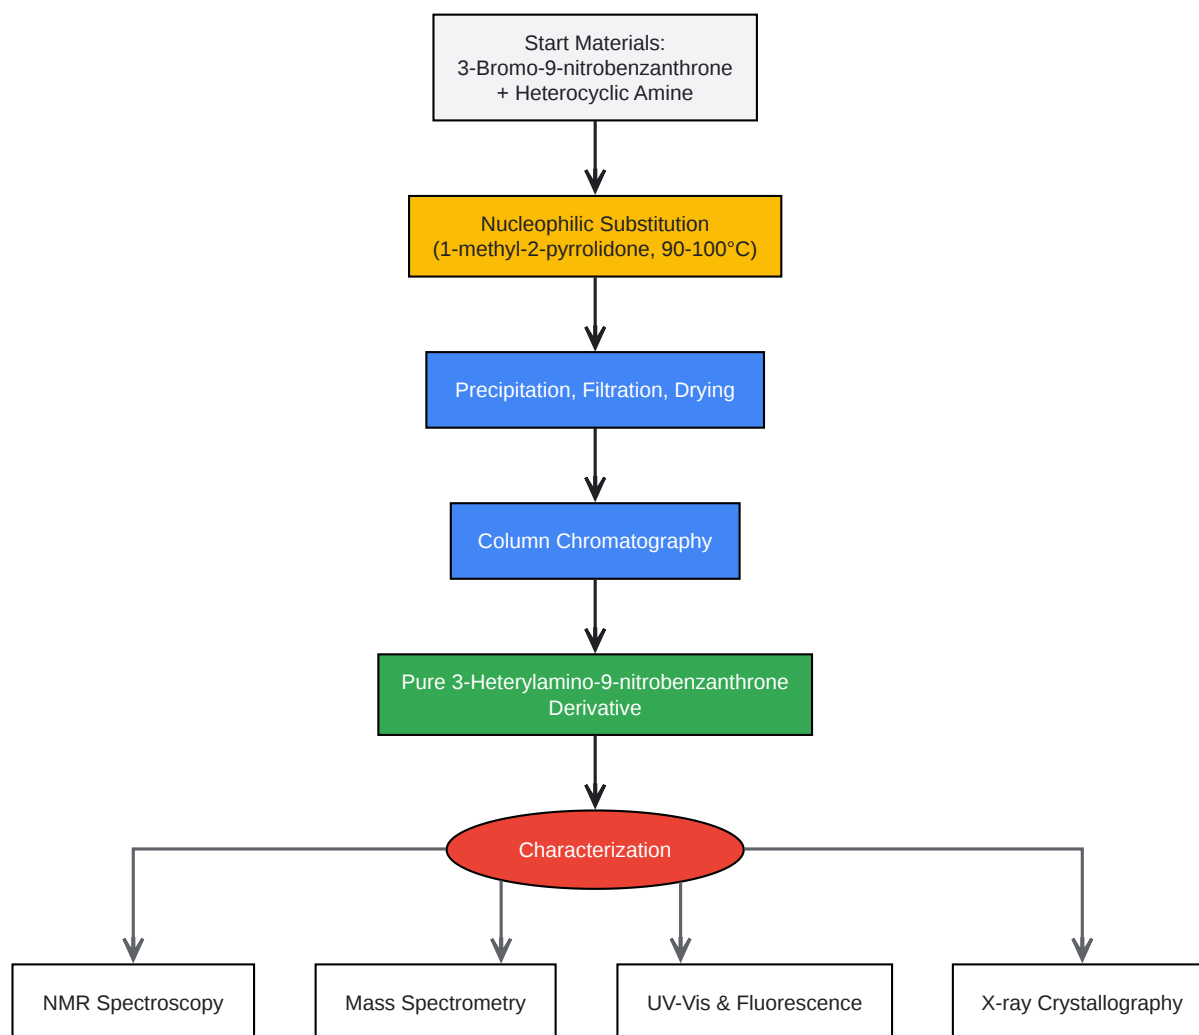 Start Materials:
3-Bromo-9-nitrobenzanthrone
+ Heterocyclic Amine
Nucleophilic Substitution
(1-methyl-2-pyrrolidone, 90-100°C)
Precipitation, Filtration, Drying
Column Chromatography
Pure 3-Heterylamino-9-nitrobenzanthrone
Derivative
Characterization
NMR Spectroscopy
Mass Spectrometry
UV-Vis & Fluorescence
X-ray Crystallography